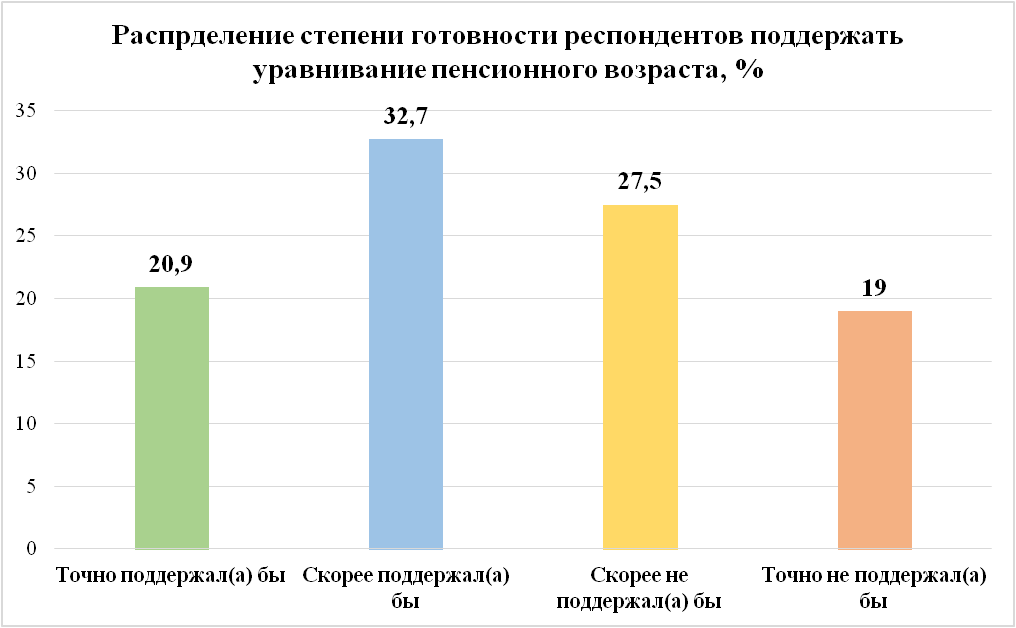 Распрделение степени готовности респондентов поддержать
уравнивание пенсионного возраста, %
35
30
25
20
15
10
5
0
20,9
32,7
27,5
19
Точно поддержал(а) бы
Скорее поддержал(а)
бы
Скорее не
поддержал(а) бы
Точно не поддержал(а)
бы